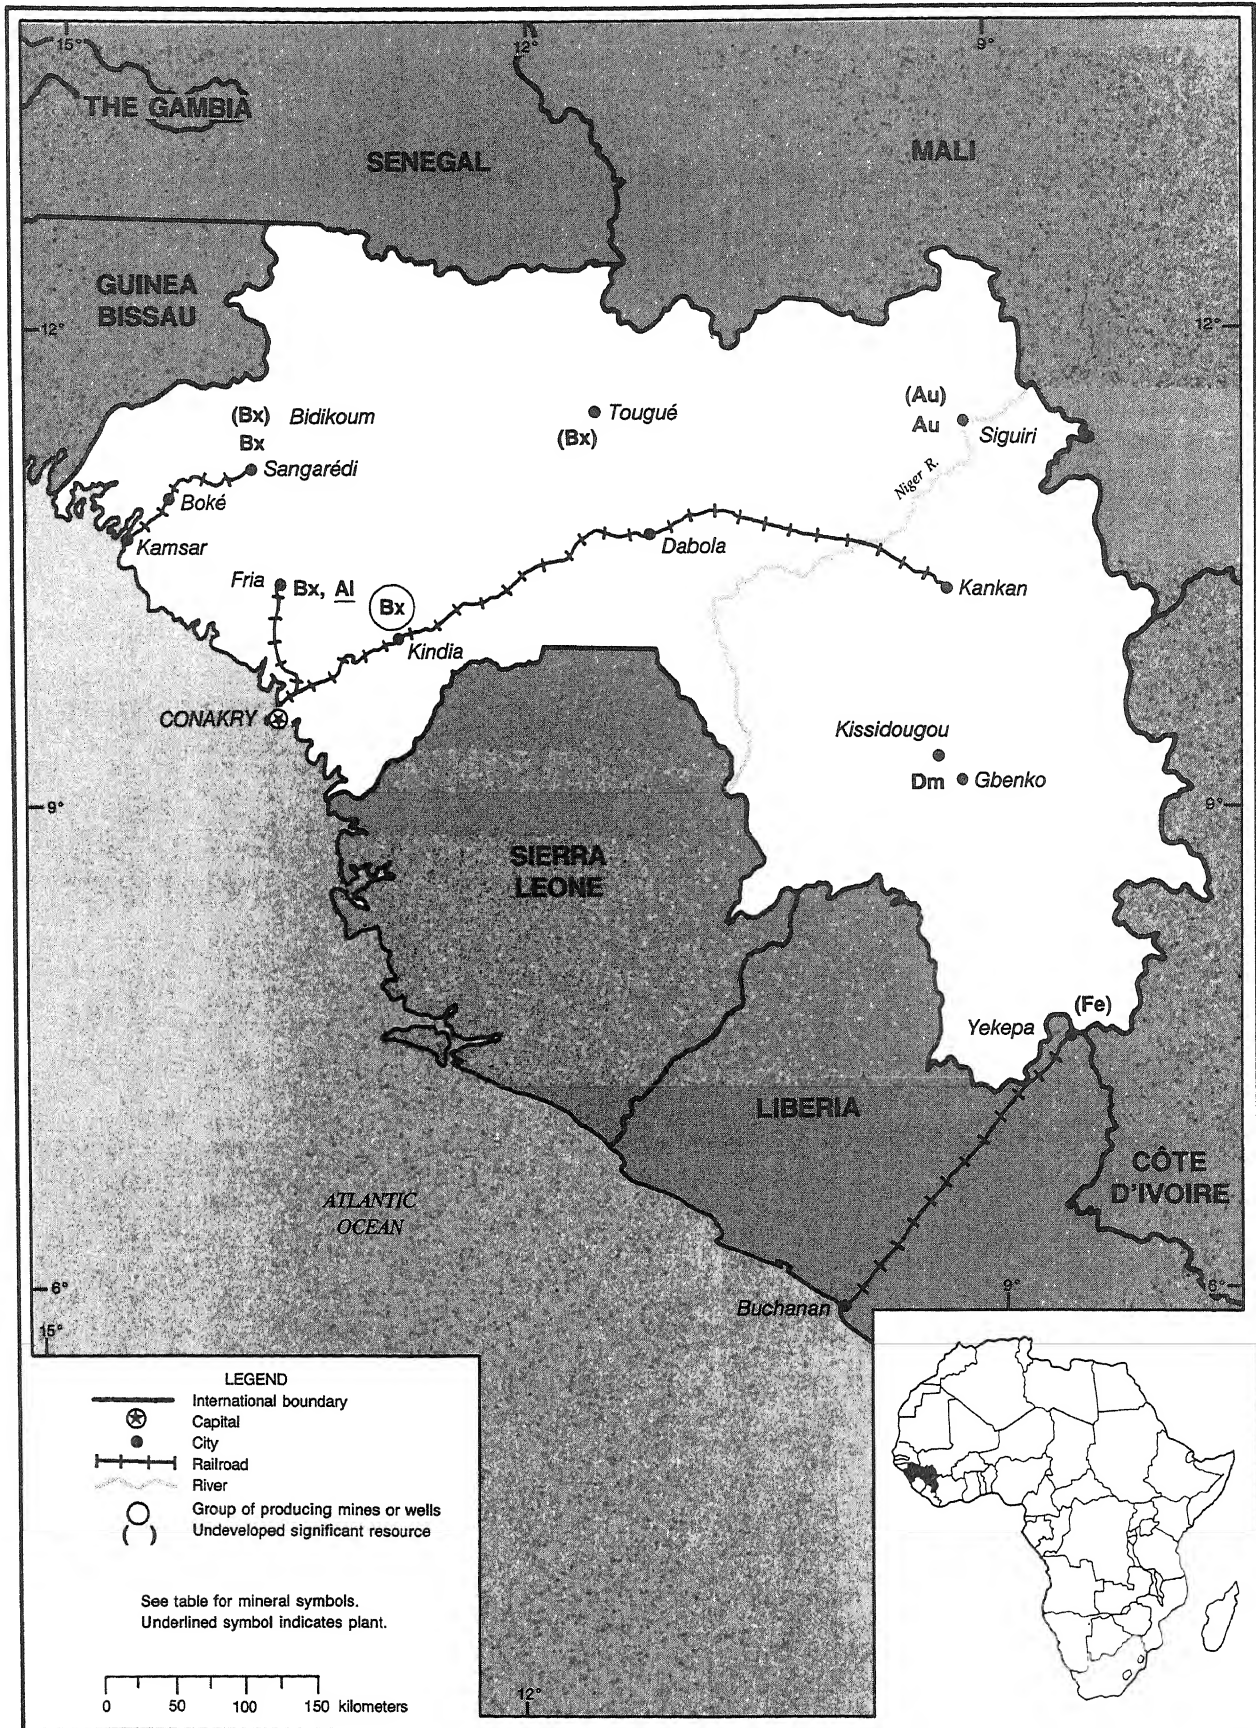 15°
12°
9°
THE GAMBIA
SENEGAL
MALI
GUINEA
BISSAU
12°
12°
(Bx) Bidikoum
Bx
Sangarédi
Boké
Kamsar
Tougué
(Bx)
(Au)
Au
Siguiri
Niger R.
Dabola
Kankan
Fria
Bx, Al
Bx
Kindia
CONAKRY
Kissidougou
Dm
Gbenko
9°
9°
SIERRA
LEONE
(Fe)
Yekepa
LIBERIA
CÔTE
D'IVOIRE
ATLANTIC
OCEAN
6°
9°
6°
Buchanan
15°
LEGEND
International boundary
Capital
City
Railroad
River
Group of producing mines or wells
( ) Undeveloped significant resource
See table for mineral symbols.
Underlined symbol indicates plant.
0 50 100 150 kilometers
12°